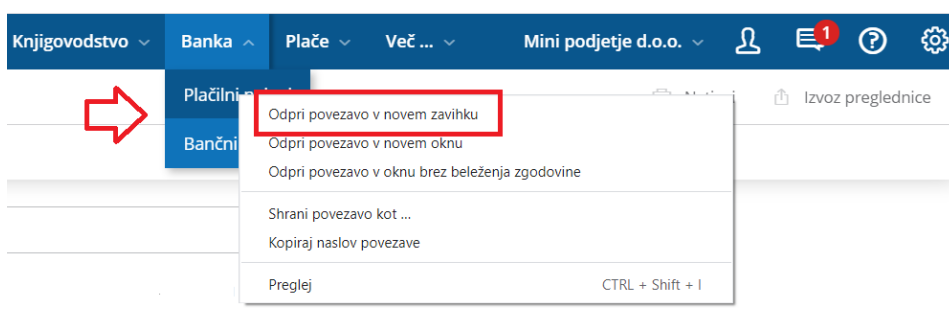 Knjigovodstvo Banka Plače Več ... Mini podjetje d.o.o. 1
Plačilni
Izvoz preglednice
Odpri povezavo v novem zavihku
Bančni
Odpri povezavo v novem oknu
Odpri povezavo v oknu brez beleženja zgodovine
Shrani povezavo kot ...
Kopiraj naslov povezave
Preglej CTRL + Shift + I